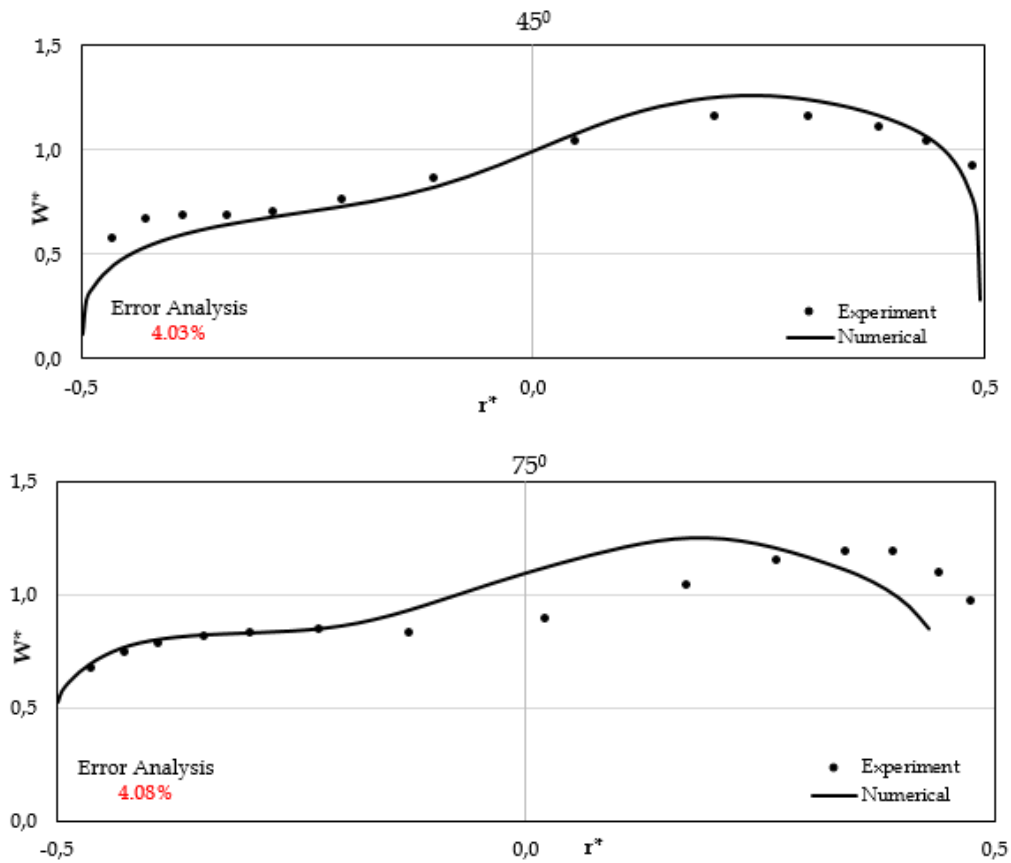 45⁰
1,5
1,0
W*
0,5
Error Analysis
4.03%
Experiment
Numerical
0,0
-0,5
0,0
0,5
r*
75⁰
1,5
1,0
W*
0,5
Error Analysis
4.08%
Experiment
Numerical
0,0
-0,5
0,0
r*
0,5